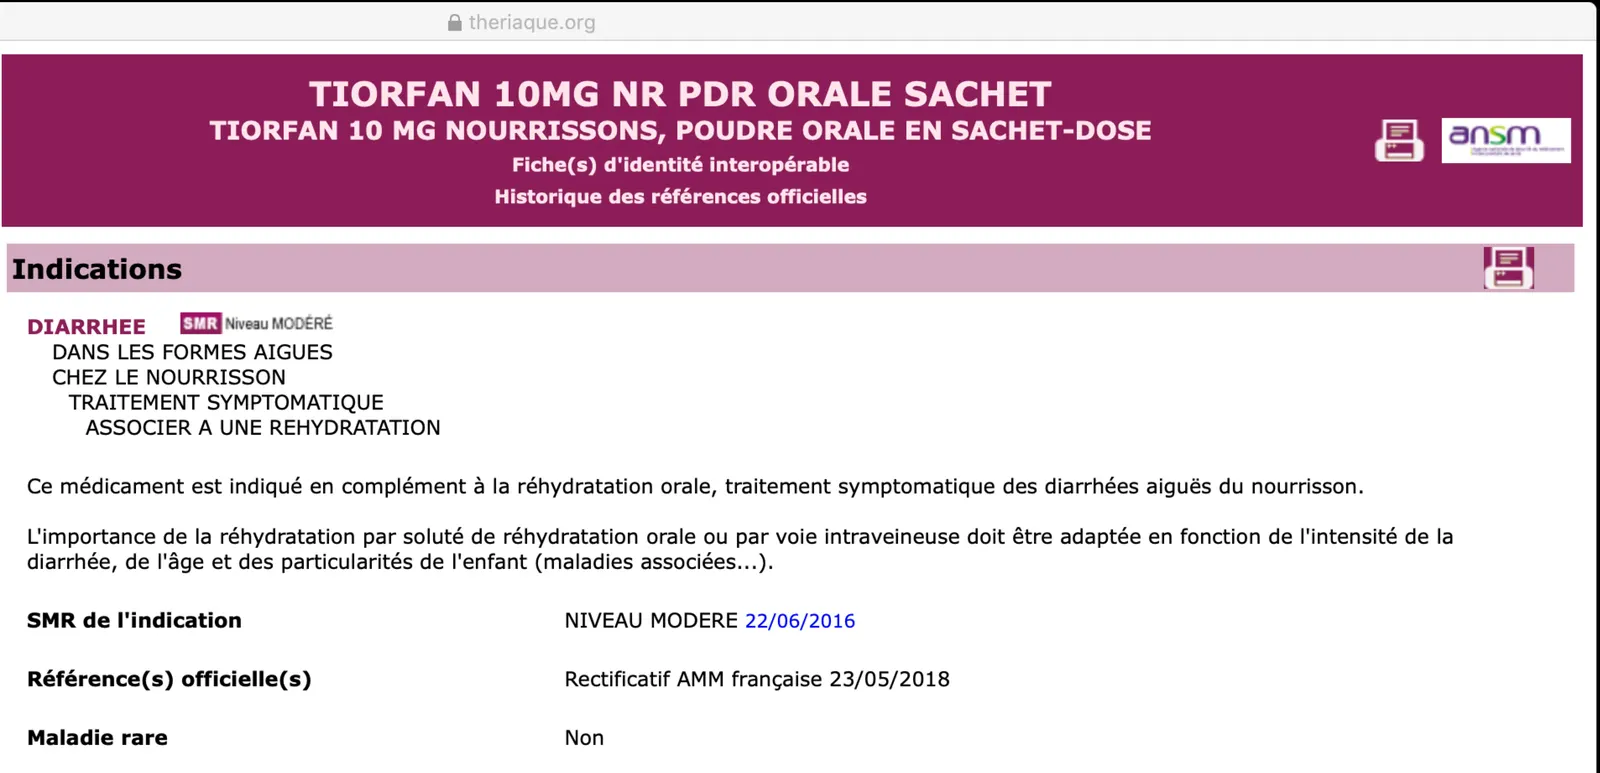 theriaque.org
TIORFAN 10MG NR PDR ORALE SACHET
TIORFAN 10 MG NOURRISSONS, POUDRE ORALE EN SACHET-DOSE
Fiche(s) d'identité interopérable
Historique des références officielles
ansm
Indications
DIARRHEE SMR Niveau MODÉRÉ
DANS LES FORMES AIGUES
CHEZ LE NOURRISSON
TRAITEMENT SYMPTOMATIQUE
ASSOCIER A UNE REHYDRATATION
Ce médicament est indiqué en complément à la réhydratation orale, traitement symptomatique des diarrhées aiguës du nourrisson.
L'importance de la réhydratation par soluté de réhydratation orale ou par voie intraveineuse doit être adaptée en fonction de l'intensité de la
diarrhée, de l'âge et des particularités de l'enfant (maladies associées...).
SMR de l'indication NIVEAU MODERE 22/06/2016
Référence(s) officielle(s) Rectificatif AMM française 23/05/2018
Maladie rare Non